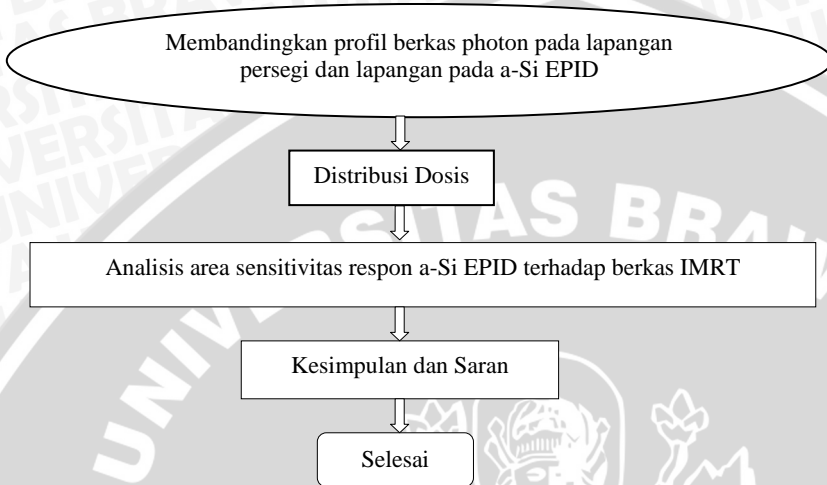 Membandingkan profil berkas photon pada lapangan
persegi dan lapangan pada a-Si EPID
Distribusi Dosis
Analisis area sensitivitas respon a-Si EPID terhadap berkas IMRT
Kesimpulan dan Saran
Selesai